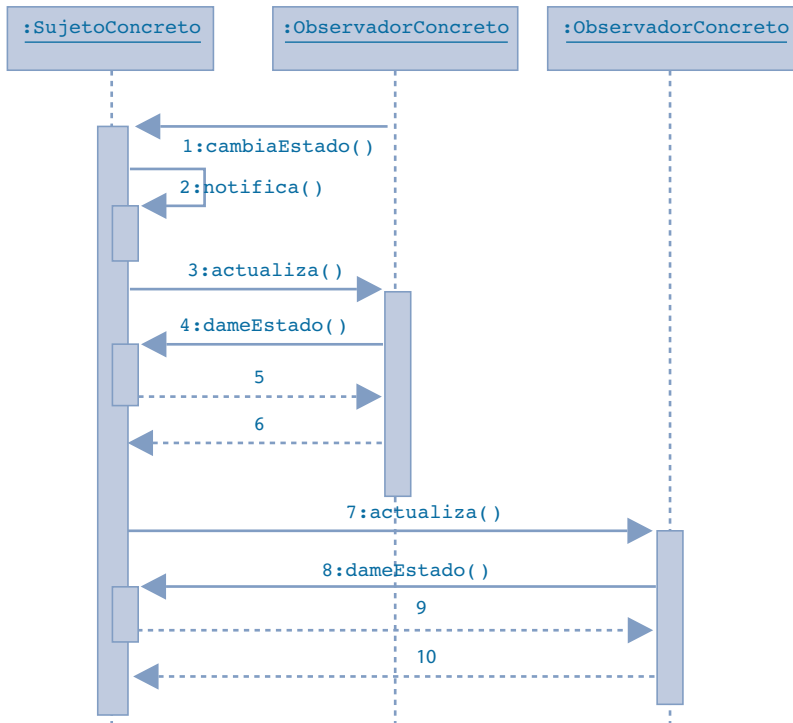 :SujetoConcreto
:ObservadorConcreto
:ObservadorConcreto
1:cambiaEstado()
2:notifica()
3:actualiza()
4:dameEstado()
5
6
7:actualiza()
8:dameEstado()
9
10